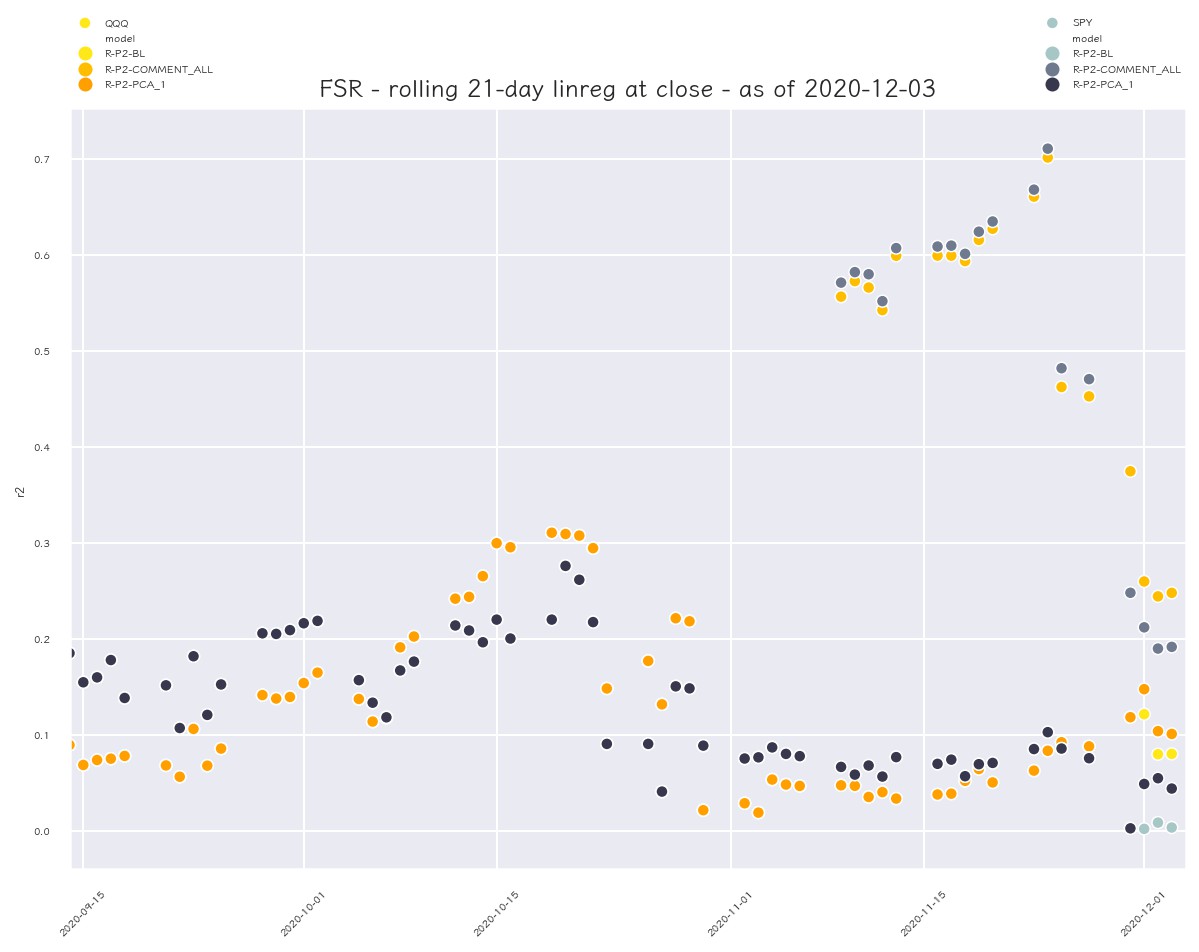 QQQ
model
R-P2-BL
R-P2-COMMENT_ALL
R-P2-PCA_1
SPY
model
R-P2-BL
R-P2-COMMENT_ALL
R-P2-PCA_1
FSR - rolling 21-day linreg at close - as of 2020-12-03
0.7
0.6
0.5
0.4
0.3
0.2
0.1
0.0
r2
2020-09-15
2020-10-01
2020-10-15
2020-11-01
2020-11-15
2020-12-01